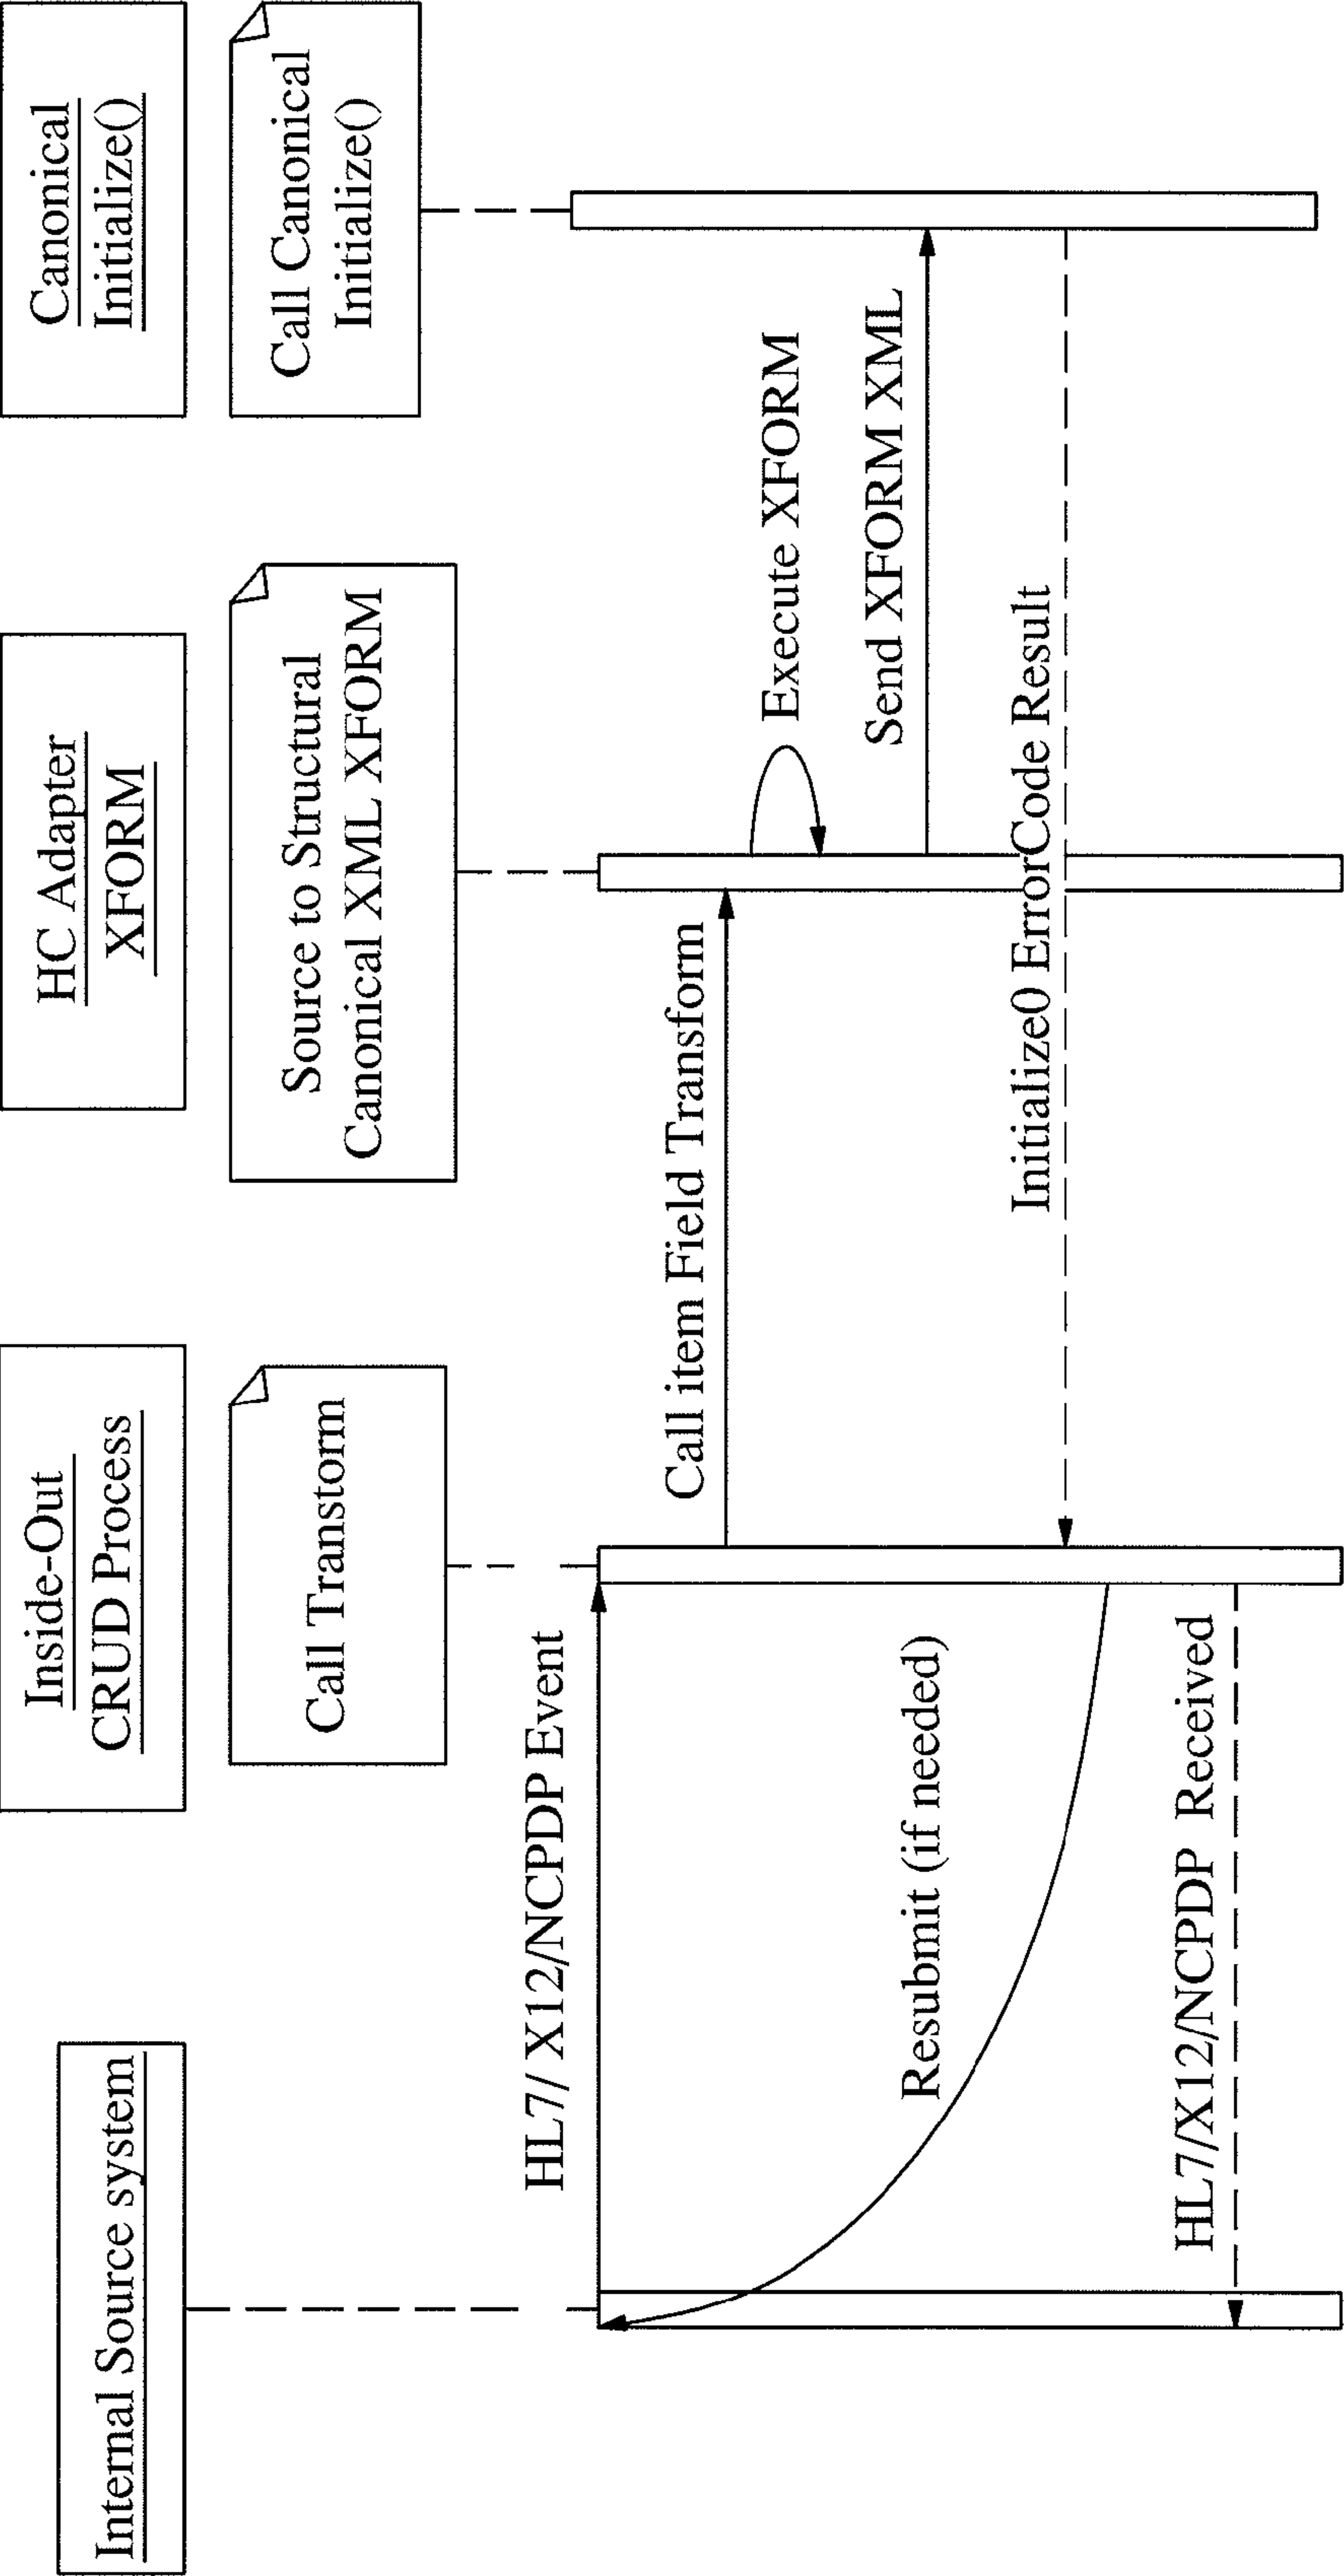 Internal Source system
Inside-Out
CRUD Process
HC Adapter
XFORM
Canonical
Initialize()
Call Transtorm
Source to Structural
Canonical XML XFORM
Call Canonical
Initialize()
HL7/ X12/NCPDP Event
Call item Field Transform
Execute XFORM
Send XFORM XML
Initialize0 ErrorCode Result
Resubmit (if needed)
HL7/X12/NCPDP Received